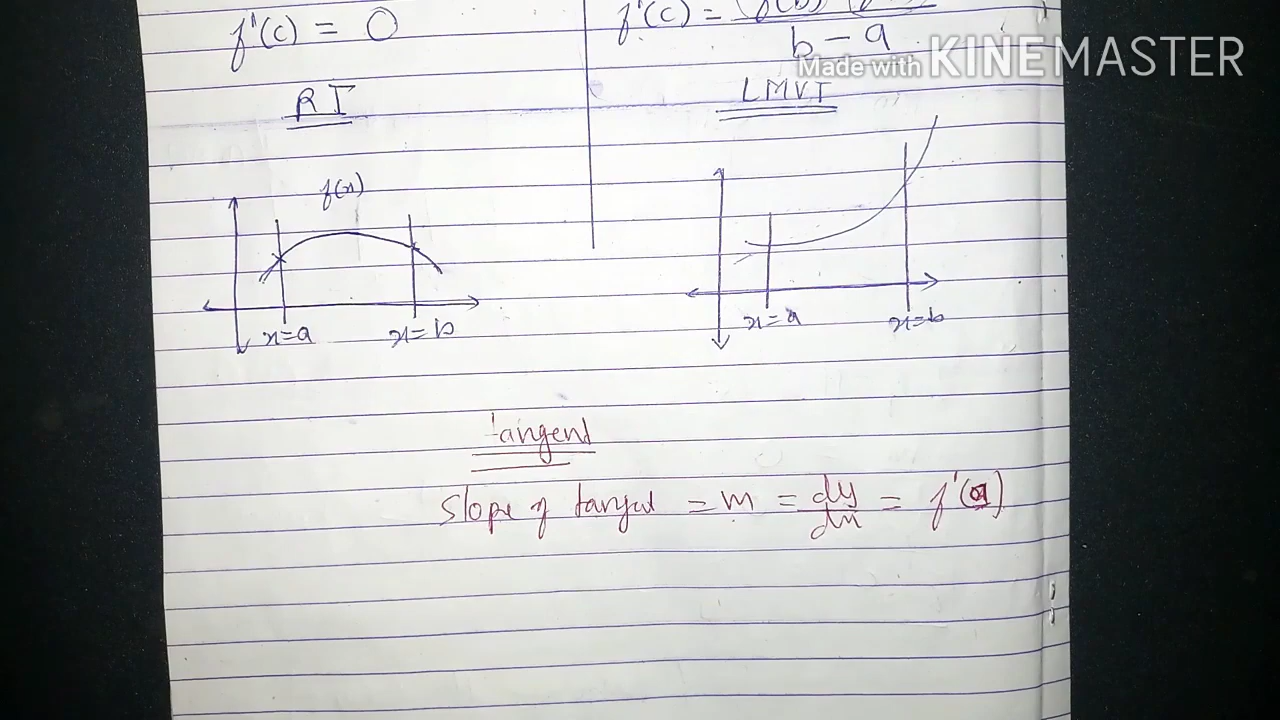 f'(c) = 0
f'(c) =
b - a
Made with KINEMASTER
RT
LMVT
f(x)
x=a
x=b
x=a
x=b
tangent
Slope of tangent = m = dy/dx = f'(a)